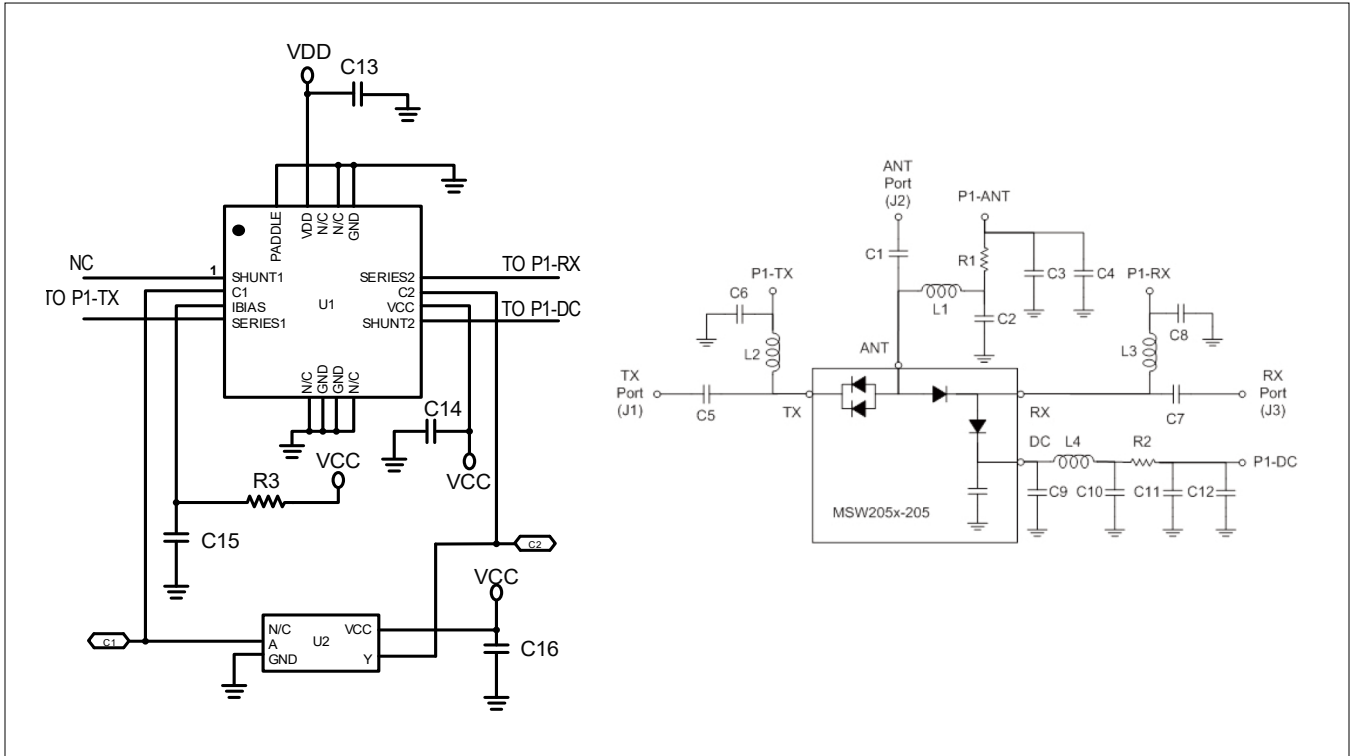 VDD
C13
PADDLE
VDD
N/C
N/C
GND
NC
1
SHUNT1
C1
IBIAS
SERIES1
TO P1-TX
U1
SERIES2
C2
VCC
SHUNT2
TO P1-RX
TO P1-DC
N/C
GND
GND
N/C
C14
VCC
R3
VCC
C15
C2
VCC
C1
N/C
A
GND
U2
VCC
Y
C16
ANT
Port
(J2)
P1-ANT
C1
R1
C3
C4
P1-TX
P1-RX
C6
L1
C2
C8
L2
ANT
L3
TX
Port
(J1)
C5
TX
RX
C7
RX
Port
(J3)
DC
L4
R2
P1-DC
C9
C10
C11
C12
MSW205x-205